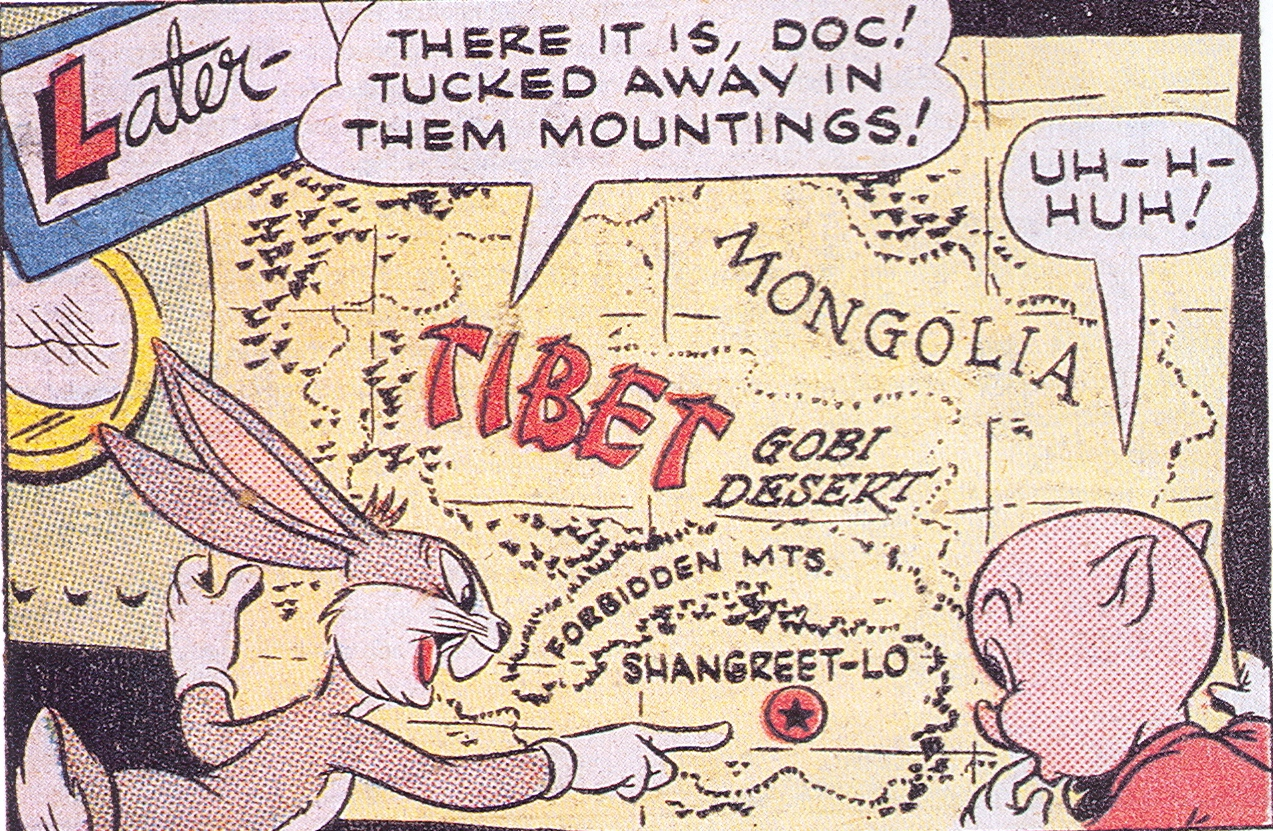 Later-
THERE IT IS, DOC!
TUCKED AWAY IN
THEM MOUNTINGS!
UH-H-
HUH!
MONGOLIA
TIBET
GOBI
DESERT
FORBIDDEN MTS.
SHANGREET-LO